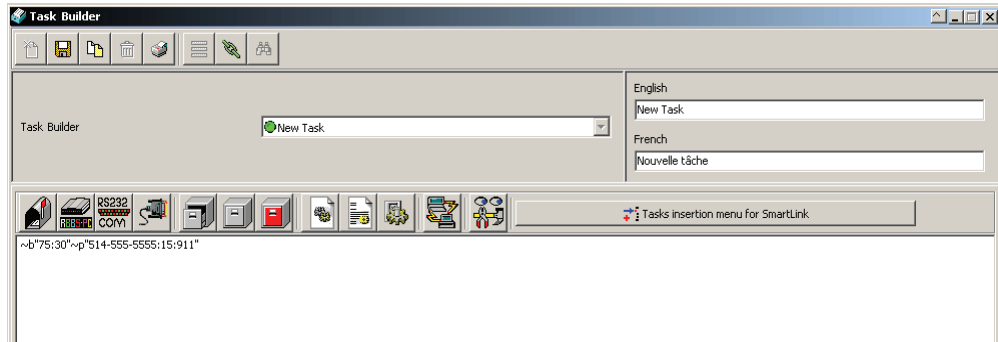 Task Builder
English
New Task
Task Builder
New Task
French
Nouvelle tâche
RS232
COM
Tasks insertion menu for SmartLink
~b"75:30"~p"514-555-5555:15:911"